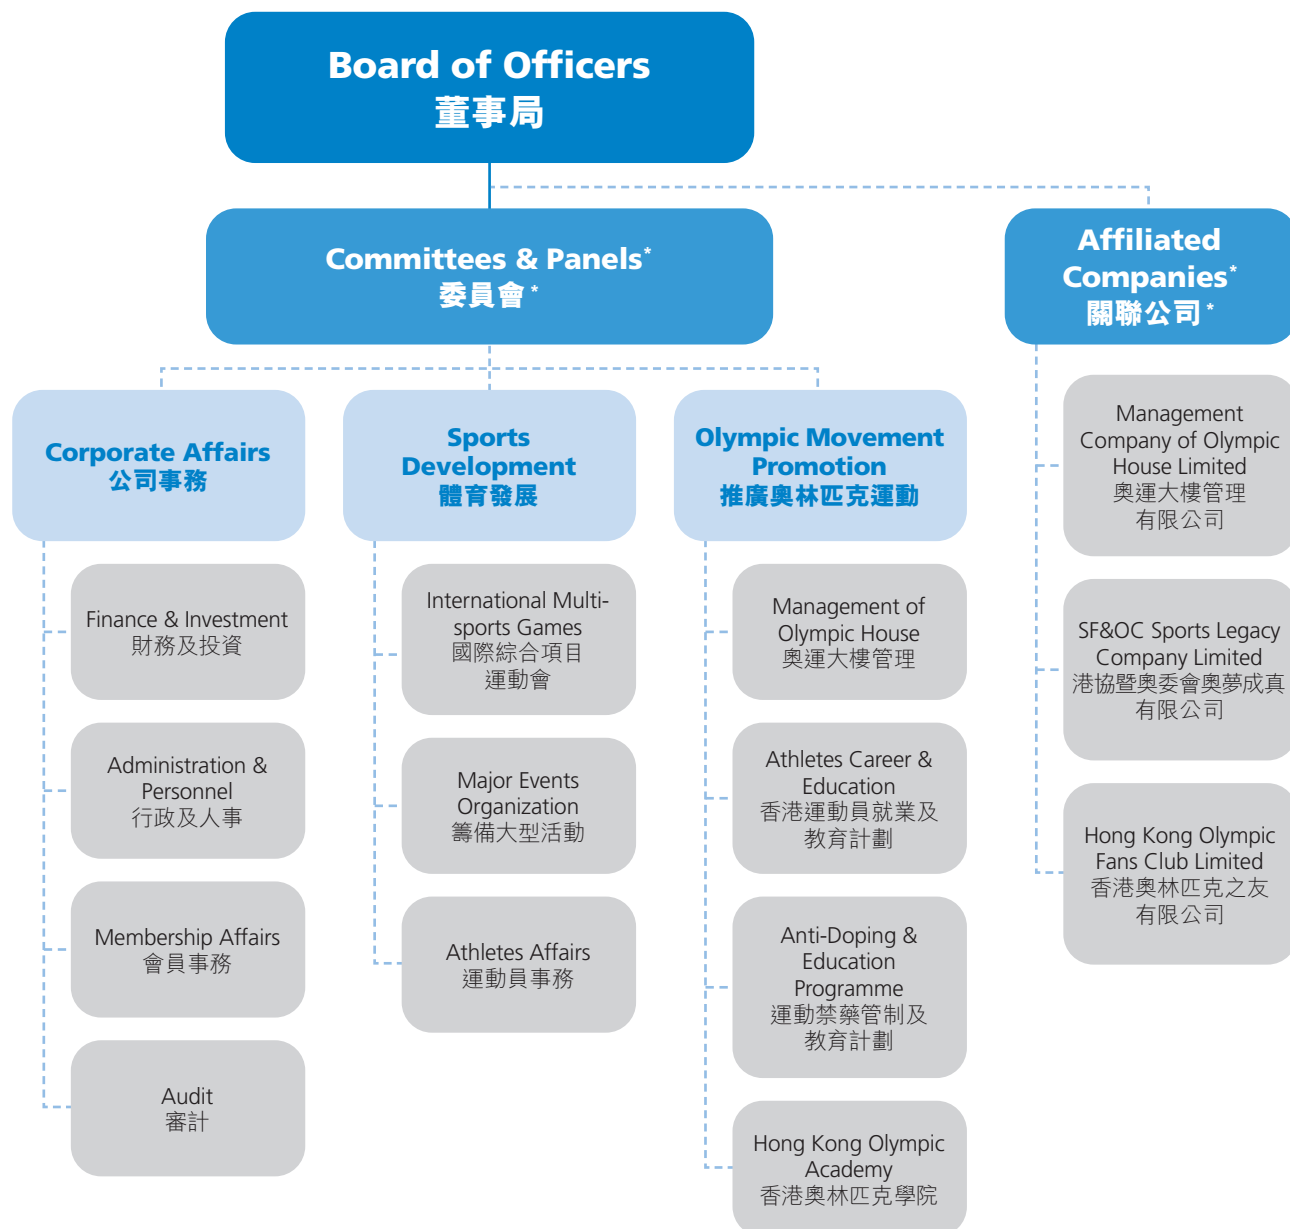 Board of Officers
董事局
Committees & Panels*
委員會*
Affiliated
Companies*
關聯公司*
Corporate Affairs
公司事務
Finance & Investment
財務及投資
Administration &
Personnel
行政及人事
Membership Affairs
會員事務
Audit
審計
Sports
Development
體育發展
International Multi-
sports Games
國際綜合項目
運動會
Major Events
Organization
籌備大型活動
Athletes Affairs
運動員事務
Olympic Movement
Promotion
推廣奧林匹克運動
Management of
Olympic House
奧運大樓管理
Athletes Career &
Education
香港運動員就業及
教育計劃
Anti-Doping &
Education
Programme
運動禁藥管制及
教育計劃
Hong Kong Olympic
Academy
香港奧林匹克學院
Management
Company of Olympic
House Limited
奧運大樓管理
有限公司
SF&OC Sports Legacy
Company Limited
港協暨奧委會奧夢成真
有限公司
Hong Kong Olympic
Fans Club Limited
香港奧林匹克之友
有限公司